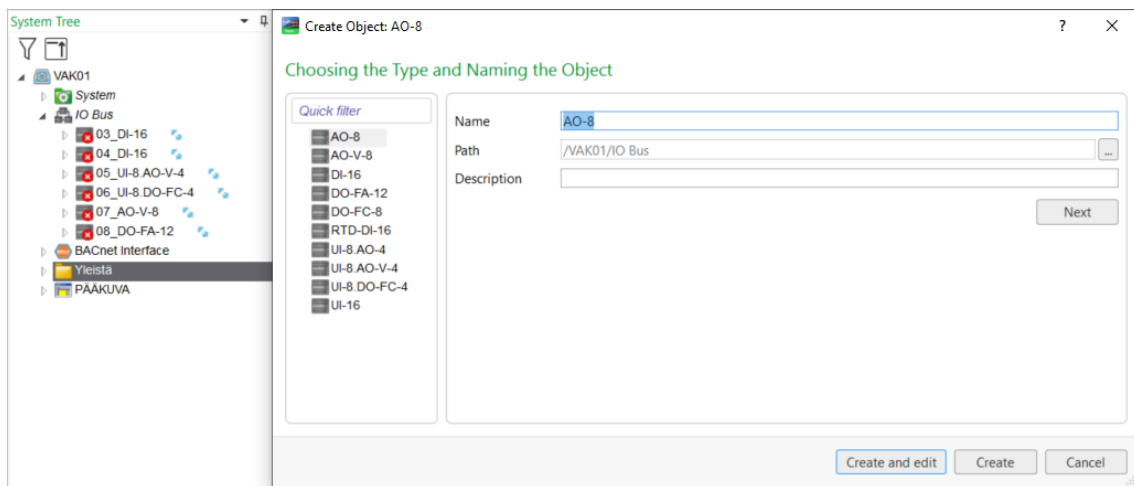 System Tree
VAK01
System
IO Bus
03_DI-16
04_DI-16
05_UI-8.AO-V-4
06_UI-8.DO-FC-4
07_AO-V-8
08_DO-FA-12
BACnet Interface
Yleistä
PÄÄKUVA
Create Object: AO-8
?
Choosing the Type and Naming the Object
Quick filter
AO-8
AO-V-8
DI-16
DO-FA-12
DO-FC-8
RTD-DI-16
UI-8.AO-4
UI-8.AO-V-4
UI-8.DO-FC-4
UI-16
Name AO-8
Path /VAK01/IO Bus ...
Description
Next
Create and edit Create Cancel